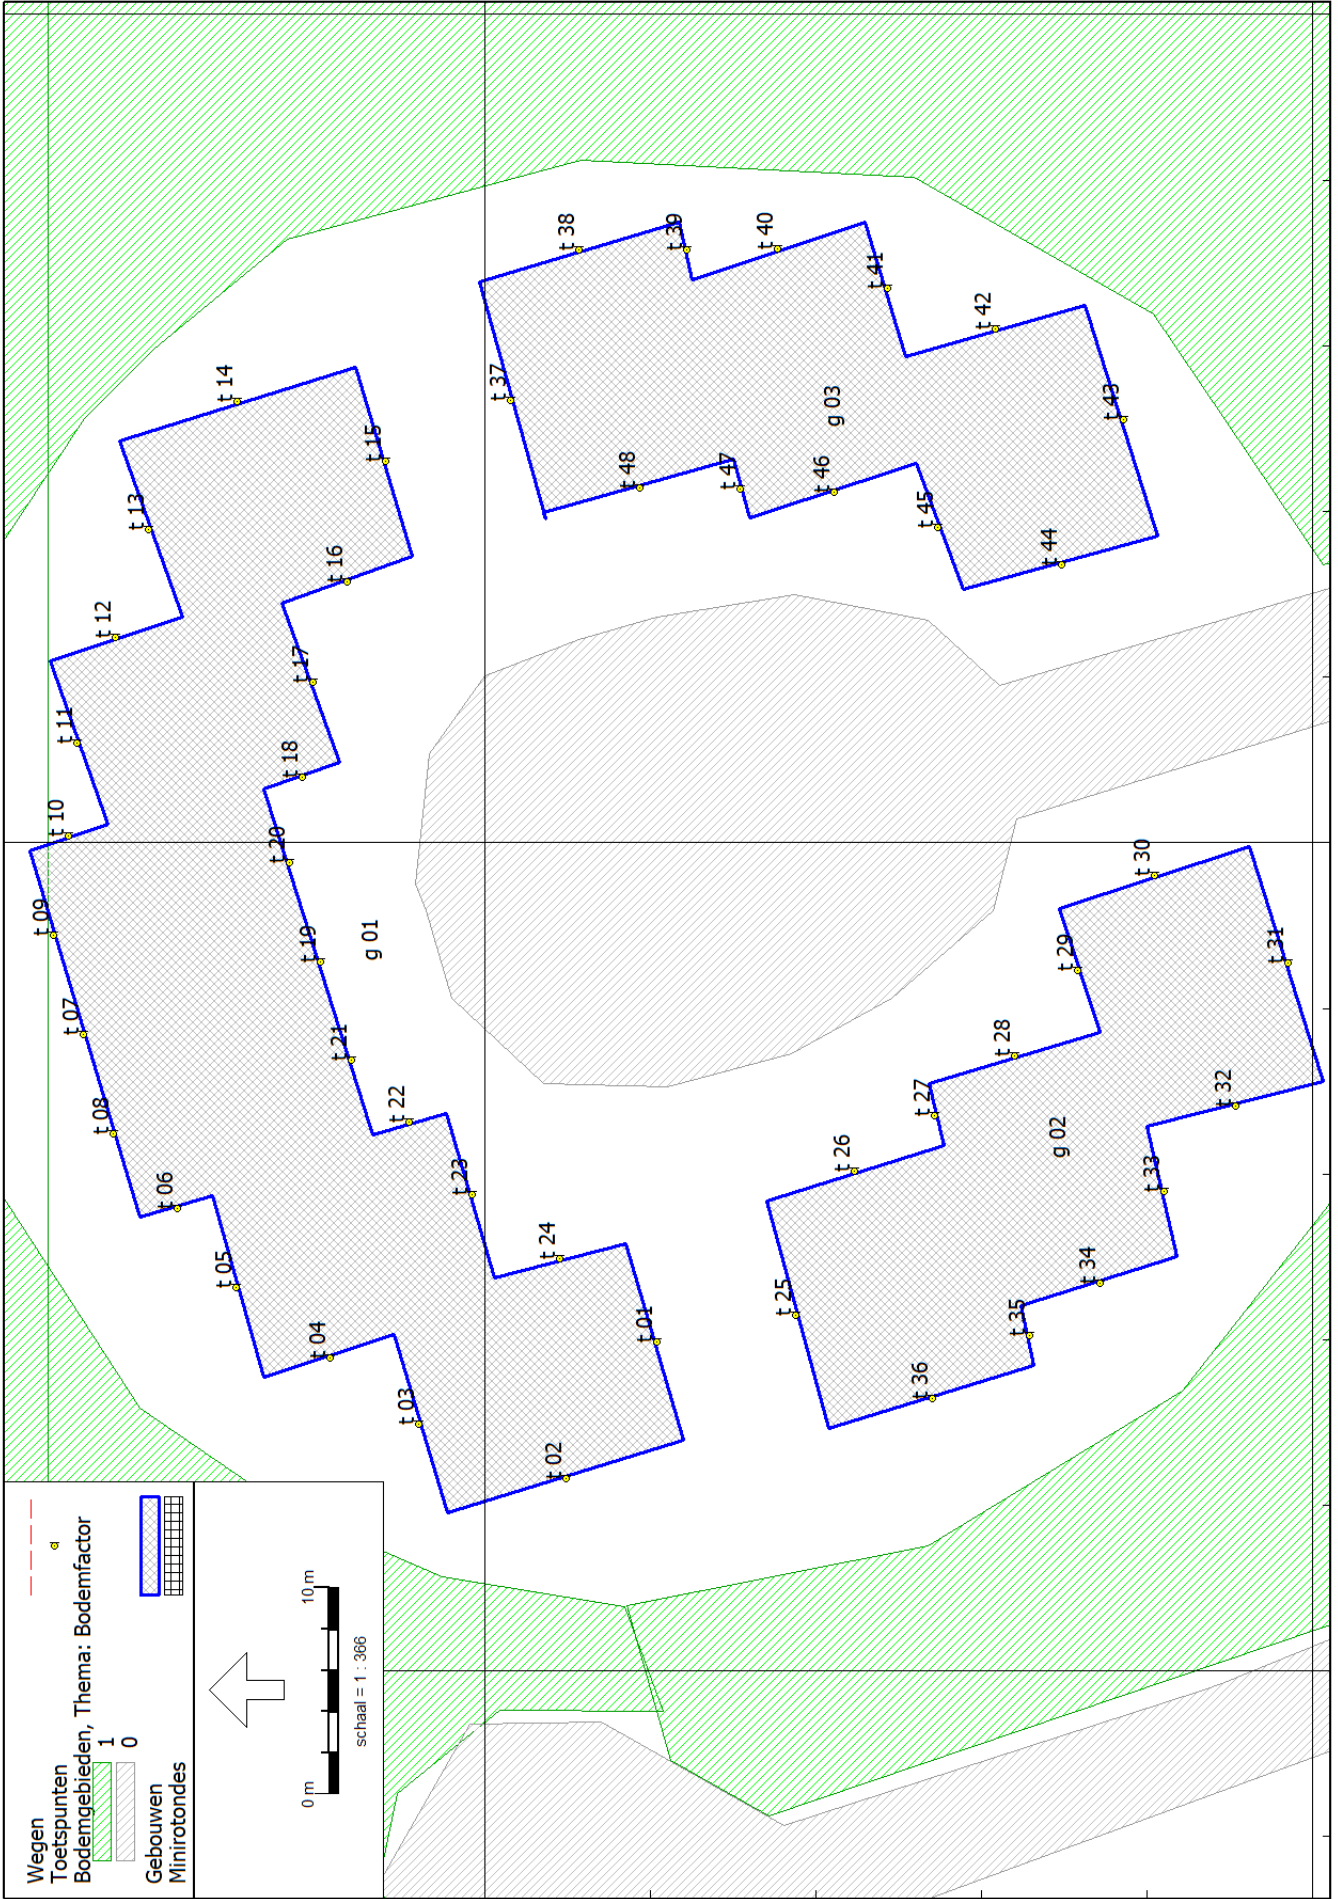 Wegen
Toetspunten
Bodemgebieden, Thema: Bodemfactor
1
0
Gebouwen
Minirotondes
0 m
10 m
schaal = 1 : 366
t 01
t 02
t 03
t 04
t 05
t 06
t 07
t 08
t 09
t 10
t 11
t 12
t 13
t 14
t 15
t 16
t 17
t 18
t 19
t 20
t 21
t 22
t 23
t 24
g 01
t 25
t 26
t 27
t 28
t 29
t 30
t 31
t 32
t 33
t 34
t 35
t 36
g 02
t 37
t 38
t 39
t 40
t 41
t 42
t 43
t 44
t 45
t 46
t 47
t 48
g 03